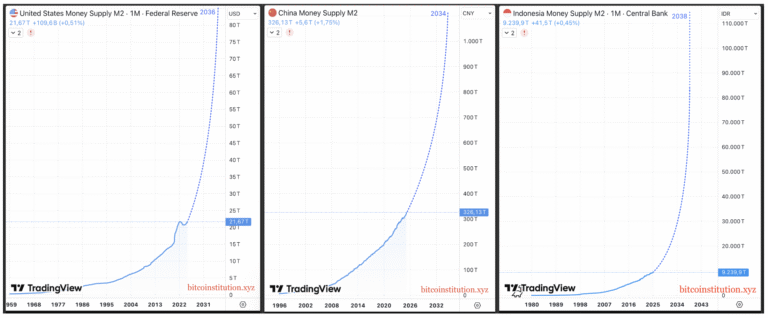 United States Money Supply M2 · 1M · Federal Reserve
2036
USD
21,67 T +109,6 B (+0,51%)
2
80 T
75 T
70 T
65 T
60 T
55 T
50 T
45 T
40 T
35 T
30 T
25 T
21,67 T
20 T
15 T
10 T
5 T
0
TradingView
bitcoinstitution.xyz
959 1968 1977 1986 1995 2004 2013 2022 2031
China Money Supply M2
2034
CNY
326,13 T +5,6 T (+1,75%)
2
1.000 T
900 T
800 T
700 T
600 T
500 T
400 T
326,13 T
300 T
200 T
100 T
0
TradingView
bitcoinstitution.xyz
1996 2002 2008 2014 2020 2026 2032
Indonesia Money Supply M2 · 1M · Central Bank
2038
IDR
9.239,9 T +41,5 T (+0,45%)
2
110.000 T
100.000 T
90.000 T
80.000 T
70.000 T
60.000 T
50.000 T
40.000 T
30.000 T
20.000 T
9.239,9 T
0
TradingView
bitcoinstitution.xyz
1980 1989 1998 2007 2016 2025 2034 2043